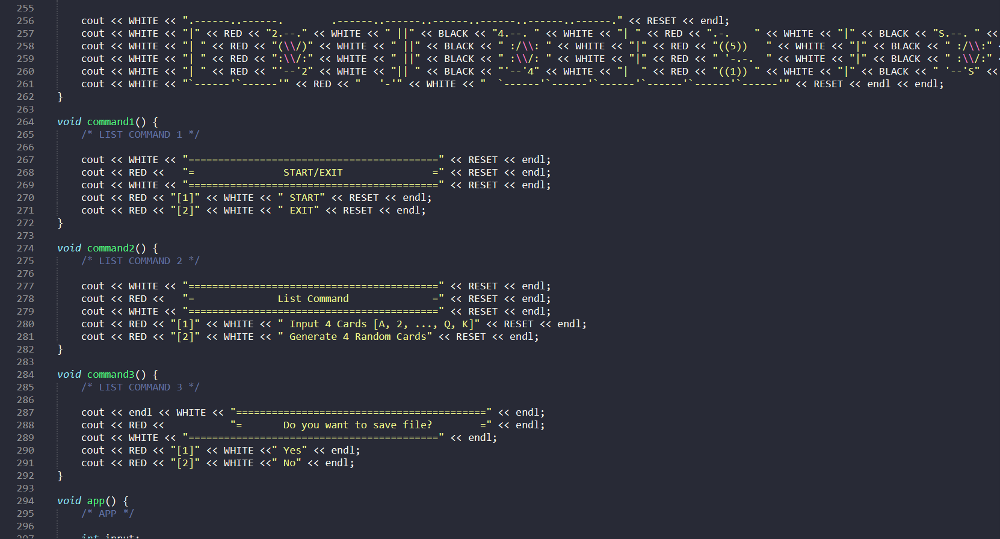 255
256 cout << WHITE << ".------..------.        .------..------..------..------..------..------." << RESET << endl;
257 cout << WHITE << "|" << RED << "2.--." << WHITE << " ||" << BLACK << "4.--. " << WHITE << "| " << RED << ".-.    " << WHITE << "|" << BLACK << "S.--. " <<
258 cout << WHITE << "| " << RED << "(\\/)" << WHITE << " ||" << BLACK << " :/\\: " << WHITE << "|" << RED << "((5))   " << WHITE << "|" << BLACK << " :/\\:"
259 cout << WHITE << "| " << RED << ":\\/:" << WHITE << " ||" << BLACK << " :\\/: " << WHITE << "|" << RED << " '-.-.  " << WHITE << "|" << BLACK << " :\\/:"
260 cout << WHITE << "| " << RED << "'--'2" << WHITE << "|| " << BLACK << "'--'4" << WHITE << "|  " << RED << "((1)) " << WHITE << "|" << BLACK << " '--'S" <<
261 cout << WHITE << "`------'`------'" << RED << "   '-'" << WHITE << "  `------'`------'`------'`------'`------'`------'" << RESET << endl << endl;
262 }
263
264 void command1() {
265 /* LIST COMMAND 1 */
266
267 cout << WHITE << "==========================================" << RESET << endl;
268 cout << RED <<   "=               START/EXIT               =" << RESET << endl;
269 cout << WHITE << "==========================================" << RESET << endl;
270 cout << RED << "[1]" << WHITE << " START" << RESET << endl;
271 cout << RED << "[2]" << WHITE << " EXIT" << RESET << endl;
272 }
273
274 void command2() {
275 /* LIST COMMAND 2 */
276
277 cout << WHITE << "==========================================" << RESET << endl;
278 cout << RED <<   "=              List Command              =" << RESET << endl;
279 cout << WHITE << "==========================================" << RESET << endl;
280 cout << RED << "[1]" << WHITE << " Input 4 Cards [A, 2, ..., Q, K]" << RESET << endl;
281 cout << RED << "[2]" << WHITE << " Generate 4 Random Cards" << RESET << endl;
282 }
283
284 void command3() {
285 /* LIST COMMAND 3 */
286
287 cout << endl << WHITE << "==========================================" << endl;
288 cout << RED <<           "=       Do you want to save file?        =" << endl;
289 cout << WHITE << "==========================================" << endl;
290 cout << RED << "[1]" << WHITE <<" Yes" << endl;
291 cout << RED << "[2]" << WHITE <<" No" << endl;
292 }
293
294 void app() {
295 /* APP */
296
297 int input;